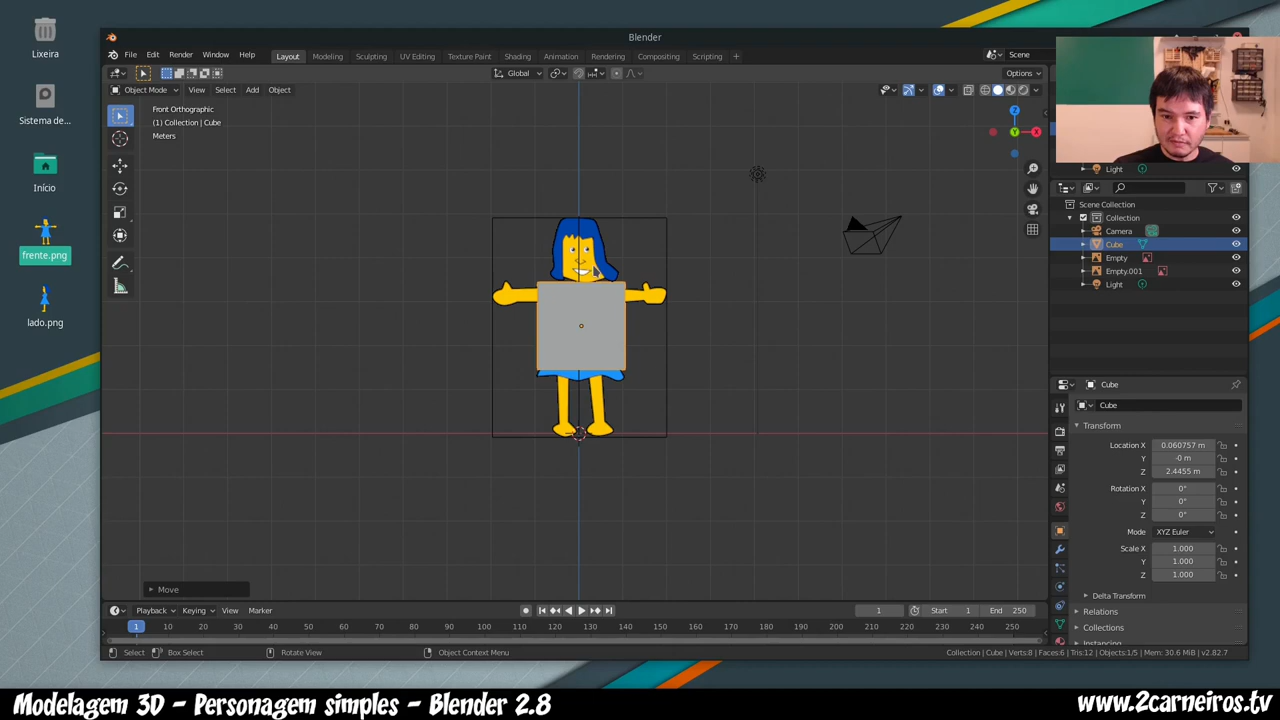 Blender
Lixeira
Sistema de...
Início
frente.png
lado.png
File Edit Render Window Help
Layout Modeling Sculpting UV Editing Texture Paint Shading Animation Rendering Compositing Scripting +
Scene
Global
Options
Object Mode View Select Add Object
Front Orthographic
(1) Collection | Cube
Meters
Z
Y
X
Light
Scene Collection
Collection
Camera
Cube
Empty
Empty.001
Light
Cube
Cube
Transform
Location X 0.060757 m
Y -0 m
Z 2.4455 m
Rotation X 0°
Y 0°
Z 0°
Mode XYZ Euler
Scale X 1.000
Y 1.000
Z 1.000
Delta Transform
Relations
Collections
Instancing
Move
Playback Keying View Marker
1 Start 1 End 250
1 10 20 30 40 50 60 70 80 90 100 110 120 130 140 150 160 170 180 190 200 210 220 230 240 250
Select Box Select Rotate View Object Context Menu
Collection | Cube | Verts:8 | Faces:6 | Tris:12 | Objects:1/5 | Mem: 30.6 MiB | v2.82.7
Modelagem 3D - Personagem simples - Blender 2.8
www.2carneiros.tv